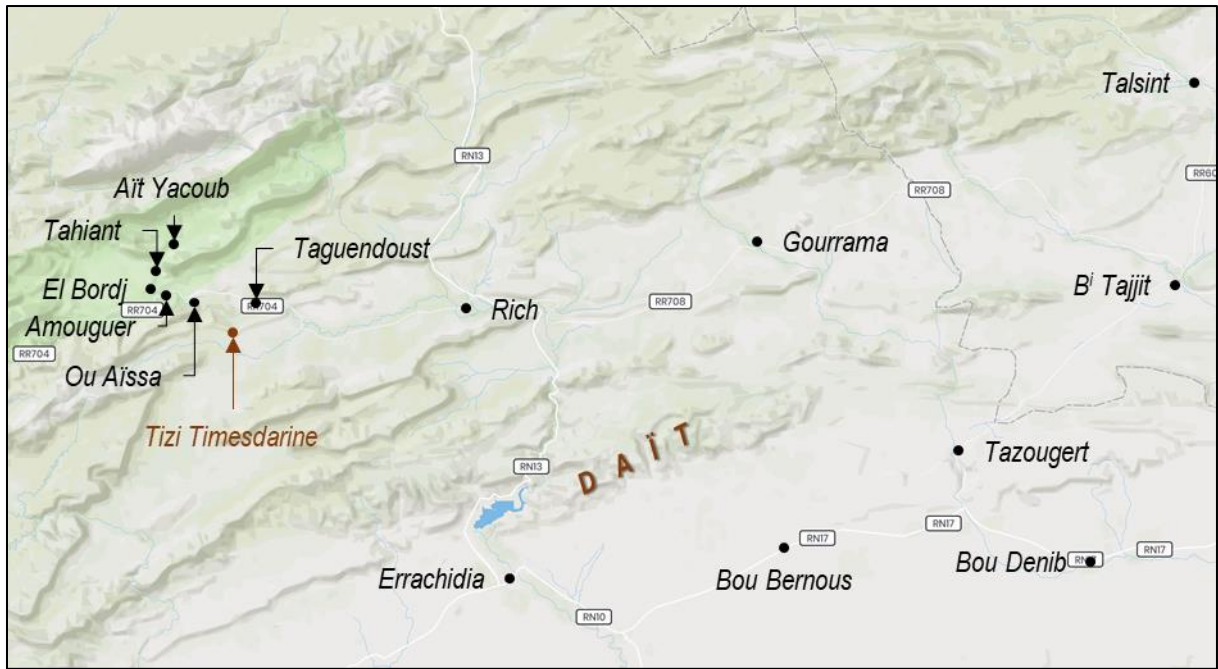 Talsint
RN13
RR60
Aït Yacoub
RR708
Tahiant
Taguendoust
Gourrama
El Bordj
Bʲ Tajjit
RR704
RR704
RR708
Rich
Amouguer
RR704
Ou Aïssa
Tizi Timesdarine
DAÏT
Tazougert
RN13
RN17
RN17
RN17
Bou Denib
Bou Bernous
Errachidia
RN10